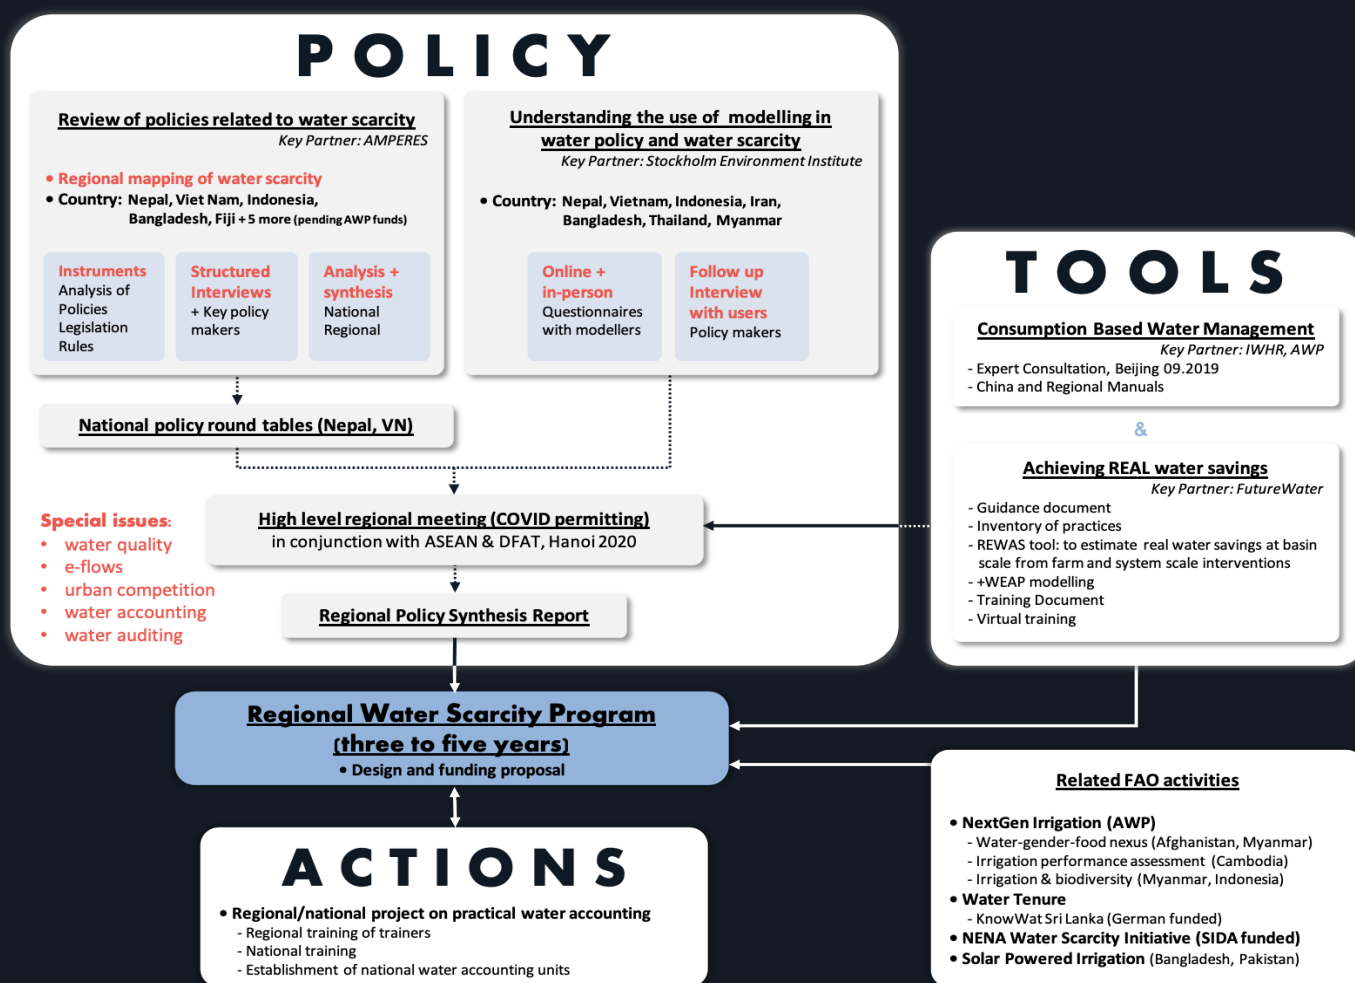 POLICY
Review of policies related to water scarcity
Key Partner: AMPERES
• Regional mapping of water scarcity
• Country: Nepal, Viet Nam, Indonesia,
Bangladesh, Fiji + 5 more (pending AWP funds)
Instruments
Analysis of
Policies
Legislation
Rules
Structured
Interviews
+ Key policy
makers
Analysis +
synthesis
National
Regional
Understanding the use of modelling in
water policy and water scarcity
Key Partner: Stockholm Environment Institute
• Country: Nepal, Vietnam, Indonesia, Iran,
Bangladesh, Thailand, Myanmar
Online +
in-person
Questionnaires
with modellers
Follow up
Interview
with users
Policy makers
National policy round tables (Nepal, VN)
High level regional meeting (COVID permitting)
in conjunction with ASEAN & DFAT, Hanoi 2020
Special issues:
• water quality
• e-flows
• urban competition
• water accounting
• water auditing
Regional Policy Synthesis Report
TOOLS
Consumption Based Water Management
Key Partner: IWHR, AWP
- Expert Consultation, Beijing 09.2019
- China and Regional Manuals
&
Achieving REAL water savings
Key Partner: FutureWater
- Guidance document
- Inventory of practices
- REWAS tool: to estimate real water savings at basin
scale from farm and system scale interventions
- +WEAP modelling
- Training Document
- Virtual training
Regional Water Scarcity Program
(three to five years)
• Design and funding proposal
ACTIONS
• Regional/national project on practical water accounting
- Regional training of trainers
- National training
- Establishment of national water accounting units
Related FAO activities
• NextGen Irrigation (AWP)
- Water-gender-food nexus (Afghanistan, Myanmar)
- Irrigation performance assessment (Cambodia)
- Irrigation & biodiversity (Myanmar, Indonesia)
• Water Tenure
- KnowWat Sri Lanka (German funded)
• NENA Water Scarcity Initiative (SIDA funded)
• Solar Powered Irrigation (Bangladesh, Pakistan)